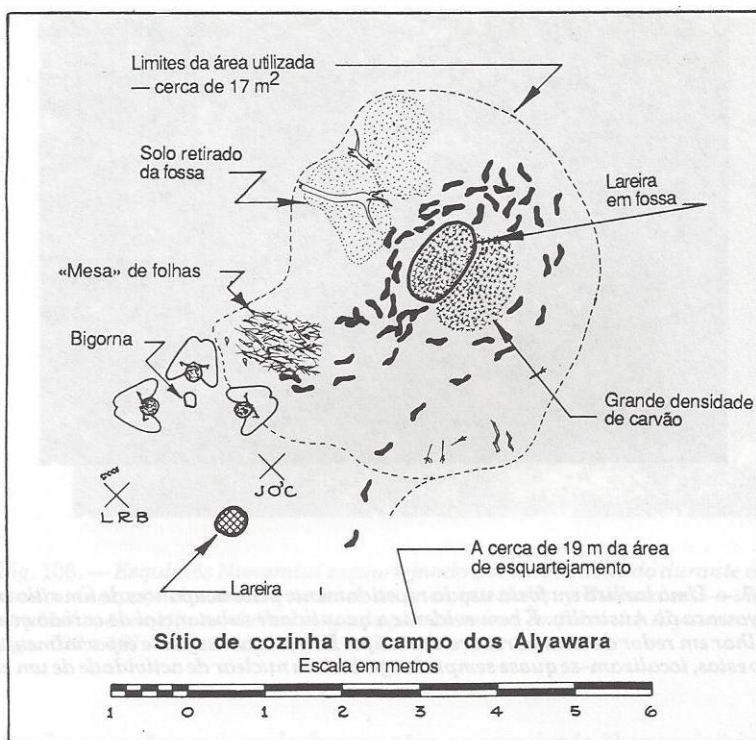 Limites da área utilizada
— cerca de 17 m²
Solo retirado
da fossa
Lareira
em fossa
«Mesa» de folhas
Bigorna
Grande densidade
de carvão
JO'C
LRB
Lareira
A cerca de 19 m da área
de esquartejamento
Sítio de cozinha no campo dos Alyawara
Escala em metros
1 0 1 2 3 4 5 6